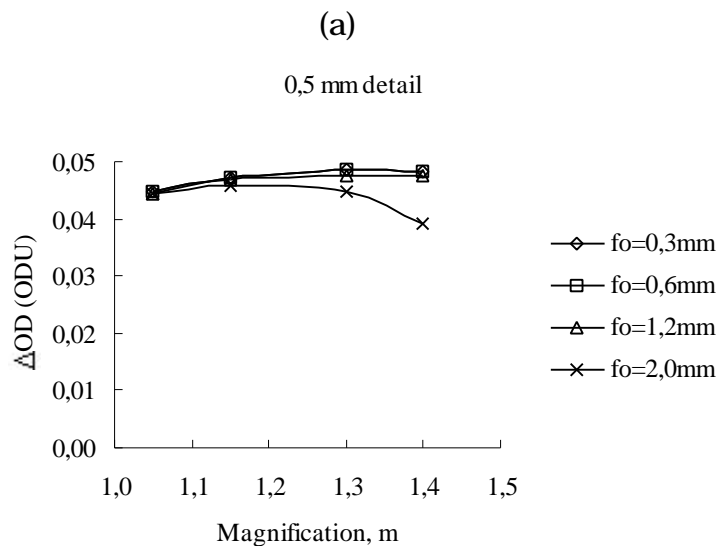 (a)
0,5 mm detail
ΔOD (ODU)
0,05
0,04
0,03
0,02
0,01
0,00
1,0 1,1 1,2 1,3 1,4 1,5
Magnification, m
fo=0,3mm
fo=0,6mm
fo=1,2mm
fo=2,0mm